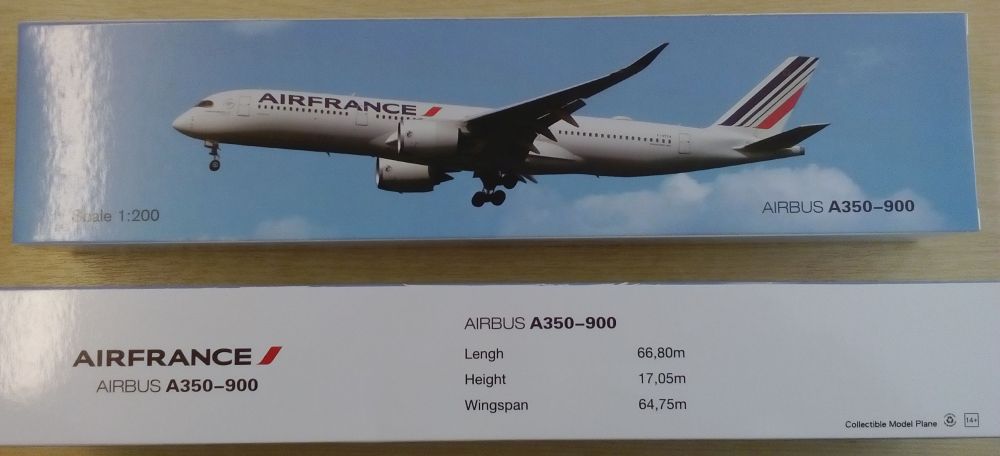 AIRFRANCE
Scale 1:200
AIRBUS A350-900
AIRFRANCE
AIRBUS A350-900
AIRBUS A350-900
Lengh 66,80m
Height 17,05m
Wingspan 64,75m
Collectible Model Plane 14+